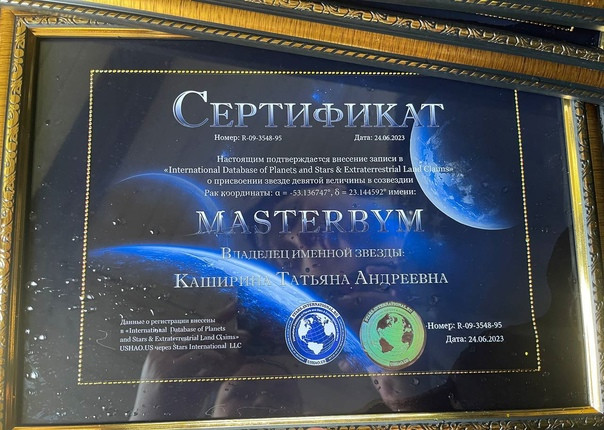 СЕРТИФИКАТ
Номер: R-09-3548-95 Дата: 24.06.2023
Настоящим подтверждается внесение записи в
«International Database of Planets and Stars & Extraterrestrial Land Claims»
о присвоении звезде девятой величины в созвездии
Рак координаты: α = -53.136747°, δ = 23.144592° имени:
MASTERBYM
ВЛАДЕЛЕЦ ИМЕННОЙ ЗВЕЗДЫ:
Татьяна Андреевна
Данные о регистрации внесены
в «International Database of Planets
and Stars & Extraterrestrial Land Claims»
USHAO.US через Stars International LLC
Номер: R-09-3548-95
Дата: 24.06.2023